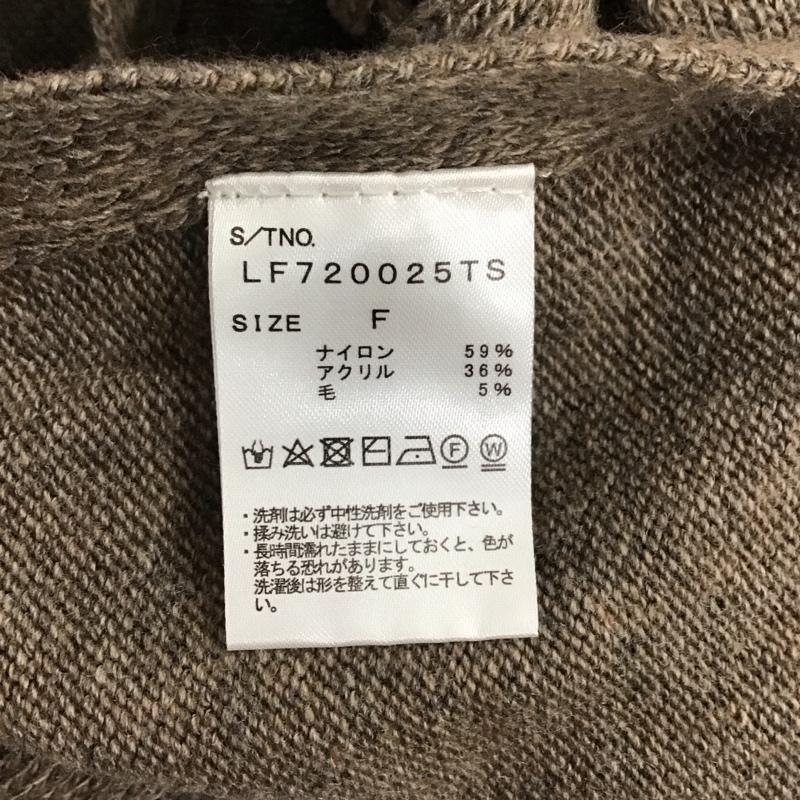 S/TNO.
LF720025TS
SIZE F
ナイロン 59%
アクリル 36%
毛 5%
F W
・洗剤は必ず中性洗剤をご使用下さい。
・揉み洗いは避けて下さい。
・長時間濡れたままにしておくと、色が
落ちる恐れがあります。
洗濯後は形を整えて直ぐに干して下さ
い。